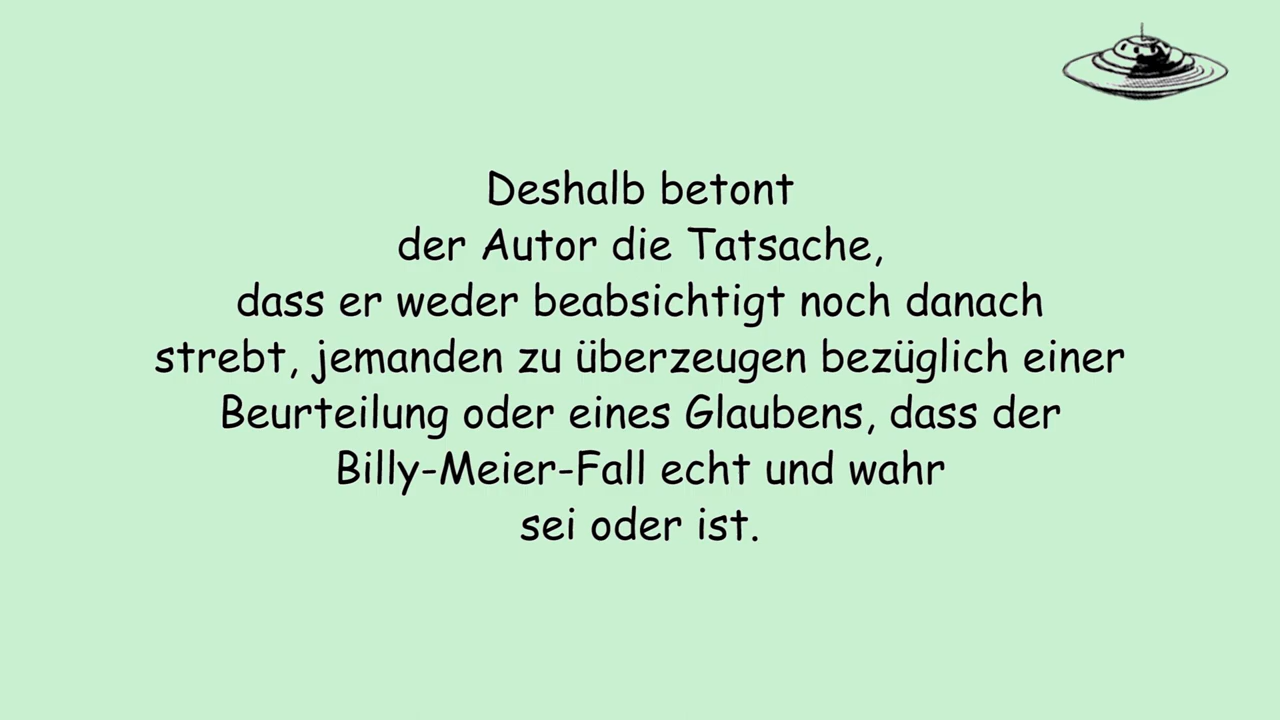 Deshalb betont
der Autor die Tatsache,
dass er weder beabsichtigt noch danach
strebt, jemanden zu überzeugen bezüglich einer
Beurteilung oder eines Glaubens, dass der
Billy-Meier-Fall echt und wahr
sei oder ist.